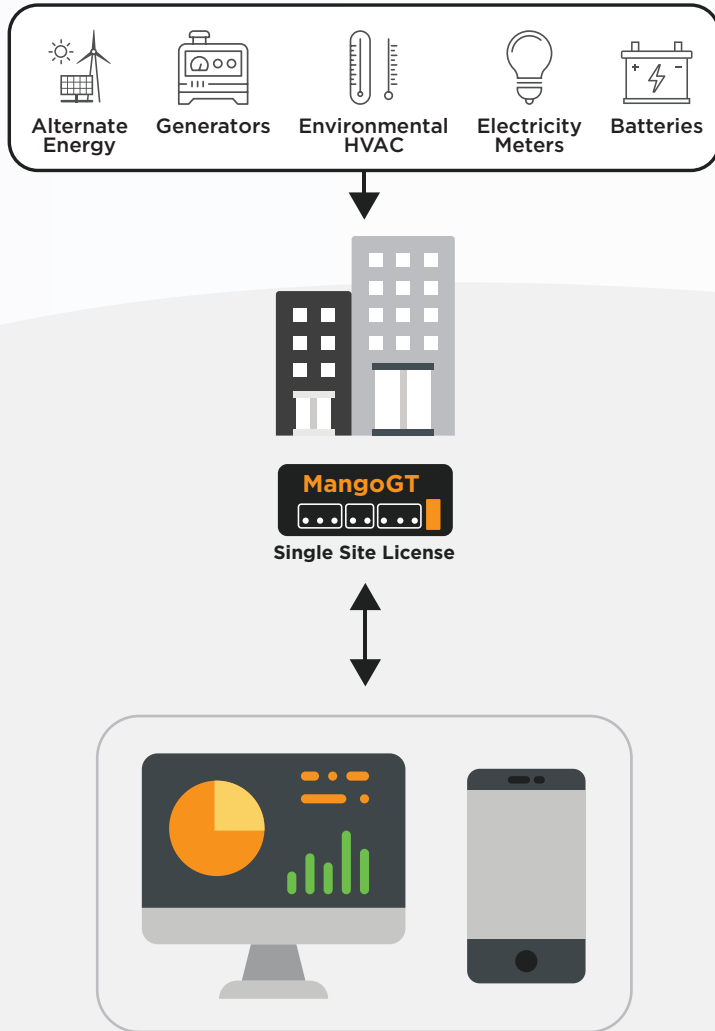 Alternate
Energy
Generators
Environmental
HVAC
Electricity
Meters
Batteries
MangoGT
Single Site License